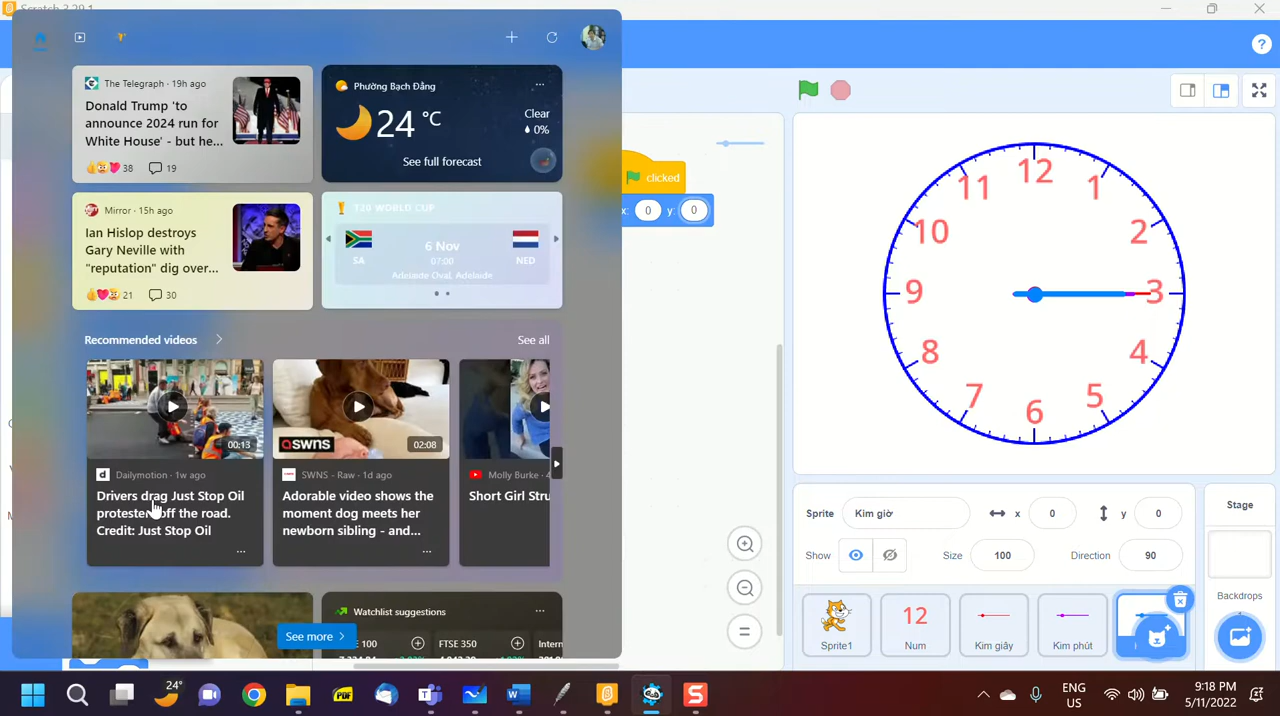 Scratch 3.29.1
The Telegraph · 19h ago
Donald Trump 'to
announce 2024 run for
White House' - but he...
38
19
Phường Bạch Đằng
...
24 °C
Clear
0%
See full forecast
Mirror · 15h ago
Ian Hislop destroys
Gary Neville with
"reputation" dig over...
21
30
T20 WORLD CUP
SA
6 Nov
07:00
Adelaide Oval, Adelaide
NED
Recommended videos
See all
00:13
Dailymotion · 1w ago
Drivers drag Just Stop Oil
protesters off the road.
Credit: Just Stop Oil
...
swns
02:08
SWNS - Raw · 1d ago
Adorable video shows the
moment dog meets her
newborn sibling - and...
...
Molly Burke · 4
Short Girl Stru
Watchlist suggestions
...
See more
E 100
FTSE 350
Intern
clicked
x: 0 y: 0
12
1
2
3
4
5
6
7
8
9
10
11
Sprite
Kim giờ
x
0
y
0
Show
Size
100
Direction
90
Stage
Backdrops
Sprite1
12
Num
Kim giây
Kim phút
24°
PDF
ENG
US
9:18 PM
5/11/2022